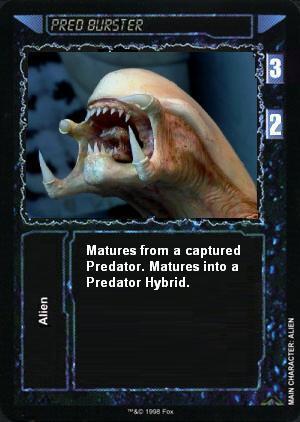 PRED BURSTER
3
2
Matures from a captured
Predator. Matures into a
Predator Hybrid.
Alien
MAIN CHARACTER: ALIEN
™&© 1998 Fox